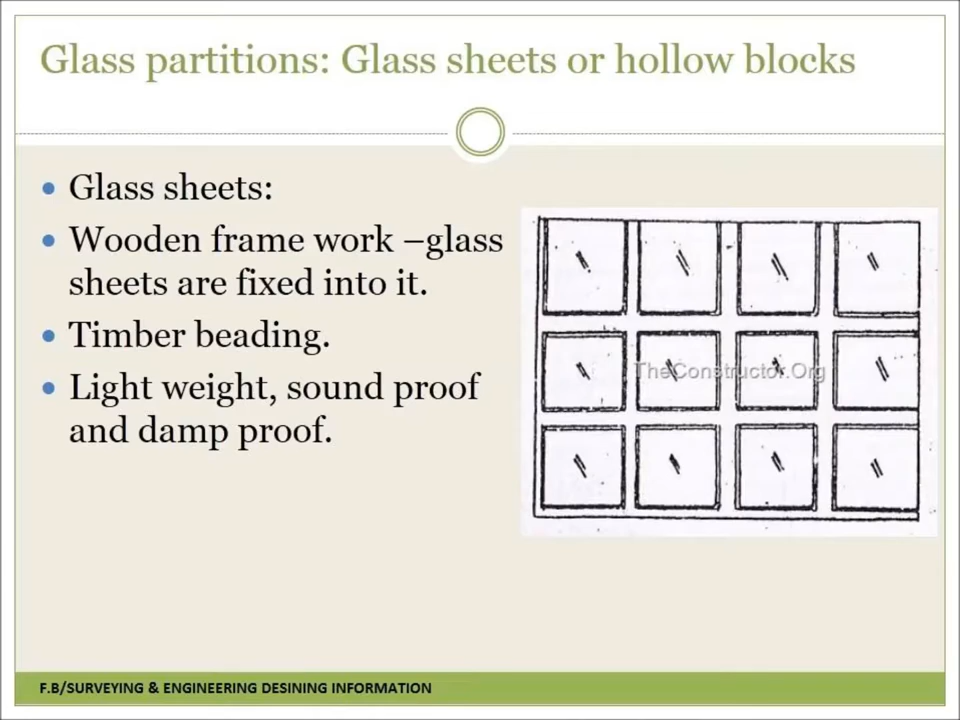 Glass partitions: Glass sheets or hollow blocks
• Glass sheets:
• Wooden frame work –glass
sheets are fixed into it.
• Timber beading.
• Light weight, sound proof
and damp proof.
TheConstructor.Org
F.B/SURVEYING & ENGINEERING DESINING INFORMATION